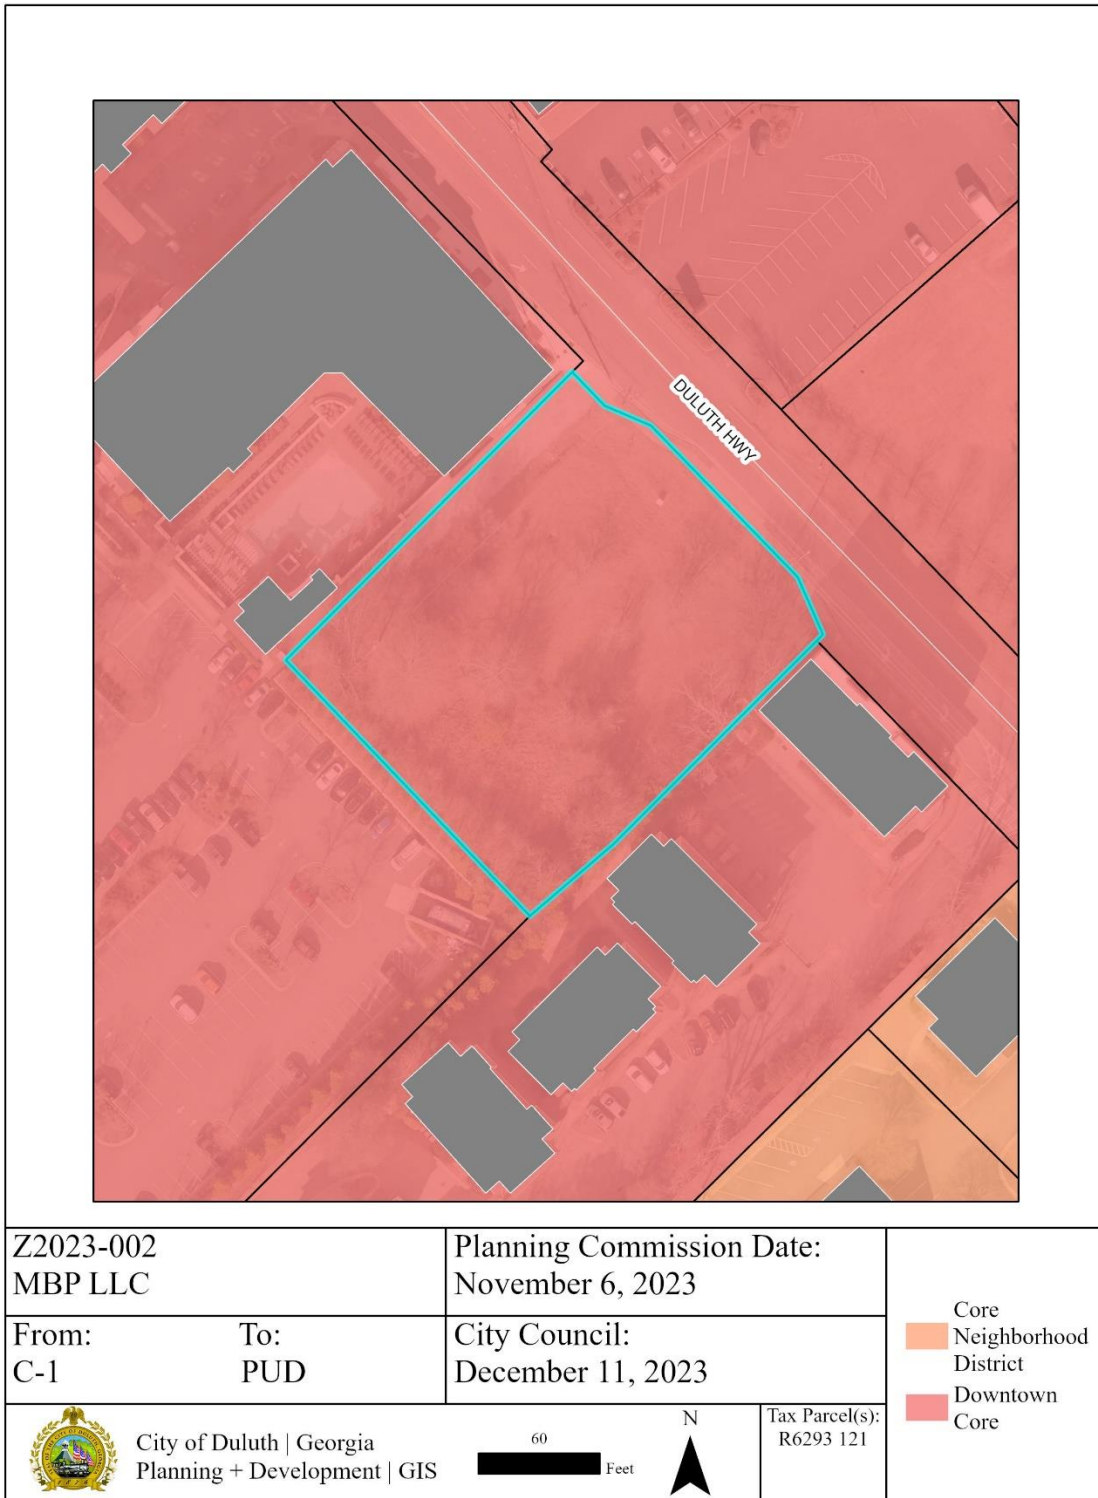 DULUTH HWY
Z2023-002
MBP LLC
Planning Commission Date:
November 6, 2023
From:
To:
C-1
PUD
City Council:
December 11, 2023
Core
Neighborhood
District
Downtown
Core
City of Duluth | Georgia
Planning + Development | GIS
60
Feet
N
Tax Parcel(s):
R6293 121